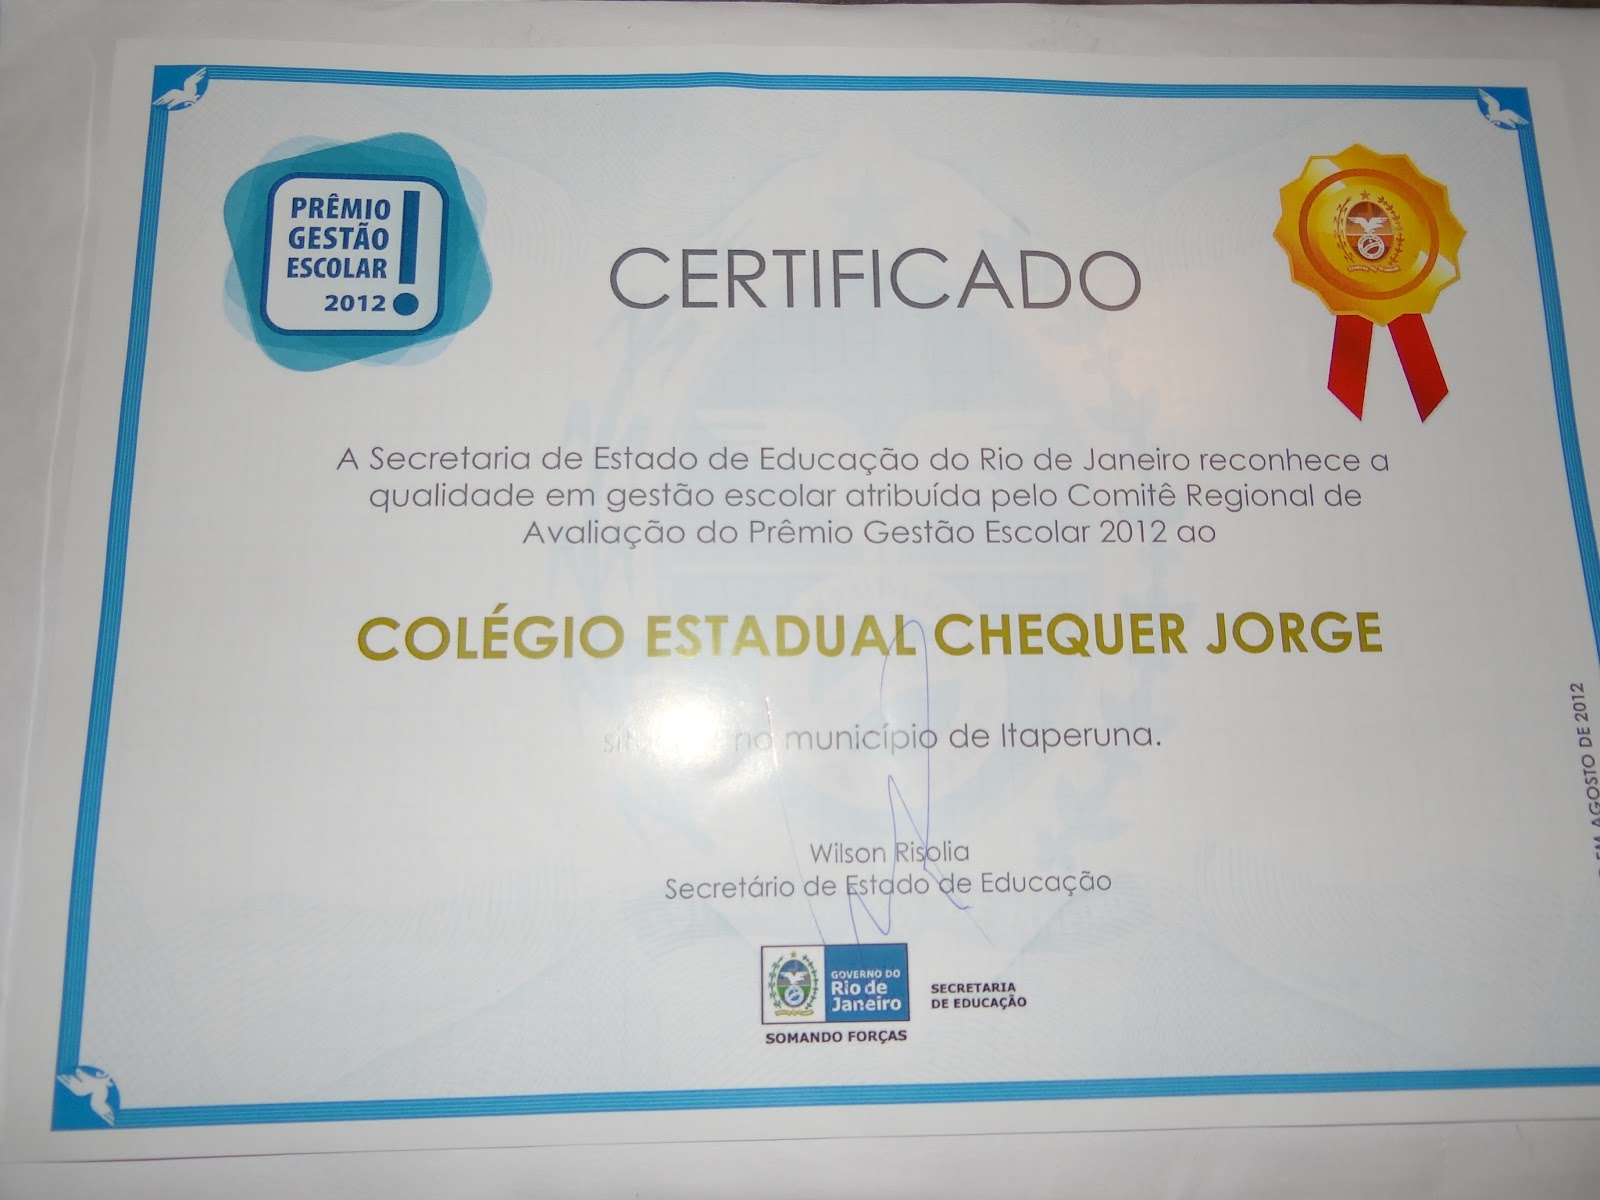 PRÊMIO
GESTÃO
ESCOLAR
2012
!
CERTIFICADO
A Secretaria de Estado de Educação do Rio de Janeiro reconhece a
qualidade em gestão escolar atribuída pelo Comitê Regional de
Avaliação do Prêmio Gestão Escolar 2012 ao
COLÉGIO ESTADUAL CHEQUER JORGE
no município de Itaperuna.
Wilson Risolia
Secretário de Estado de Educação
GOVERNO DO
Rio de
Janeiro
SOMANDO FORÇAS
SECRETARIA
DE EDUCAÇÃO
EM AGOSTO DE 2012